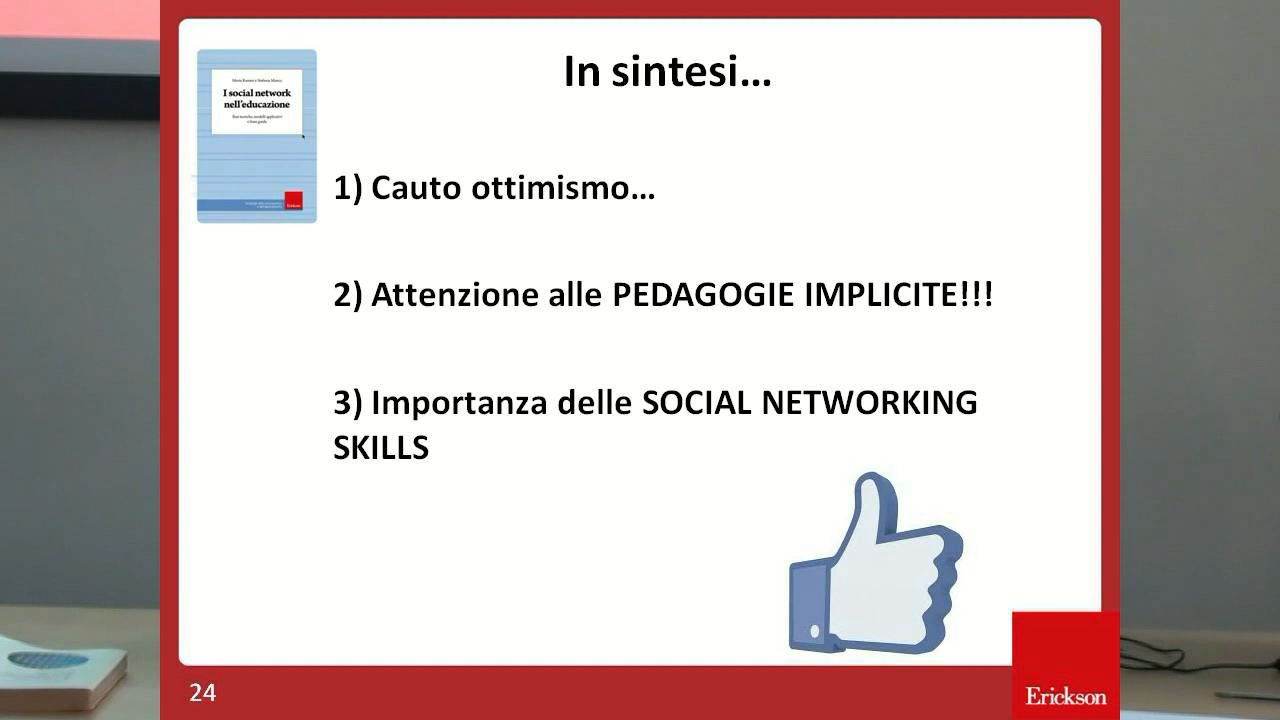 In sintesi...
I social network
nell'educazione
1) Cauto ottimismo...
2) Attenzione alle PEDAGOGIE IMPLICITE!!!
3) Importanza delle SOCIAL NETWORKING
SKILLS
Erickson
24
Erickson